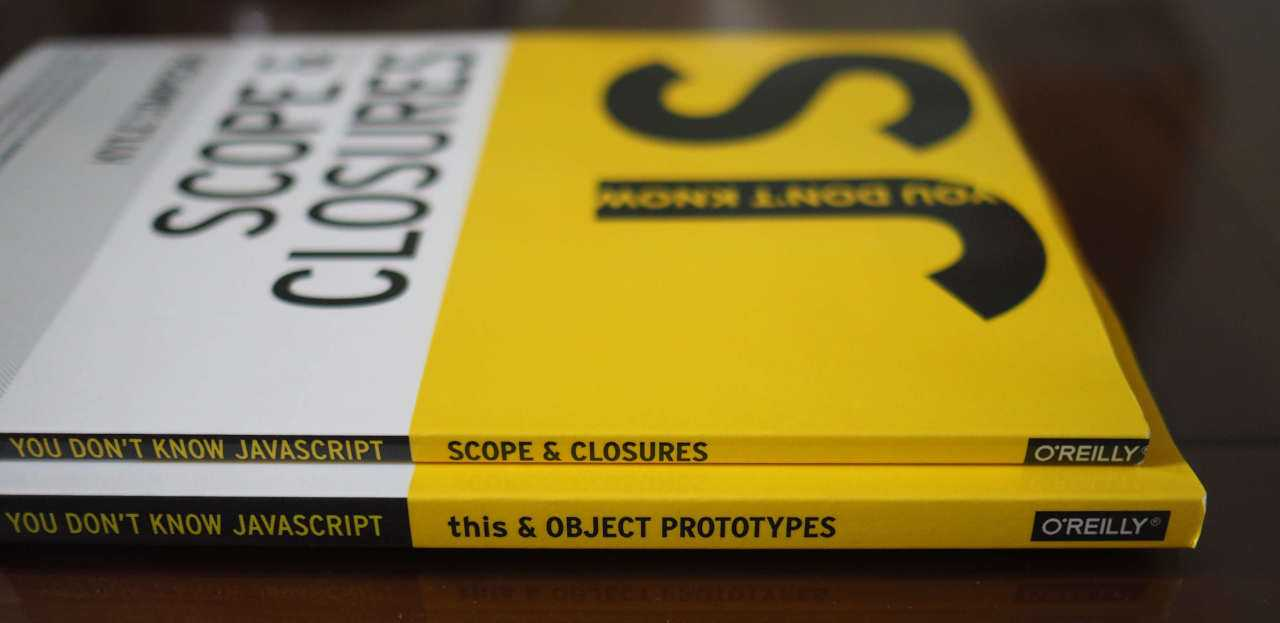 SCOPE &
CLOSURES
JS
YOU DON'T KNOW
YOU DON'T KNOW JAVASCRIPT SCOPE & CLOSURES O'REILLY
YOU DON'T KNOW JAVASCRIPT this & OBJECT PROTOTYPES O'REILLY®